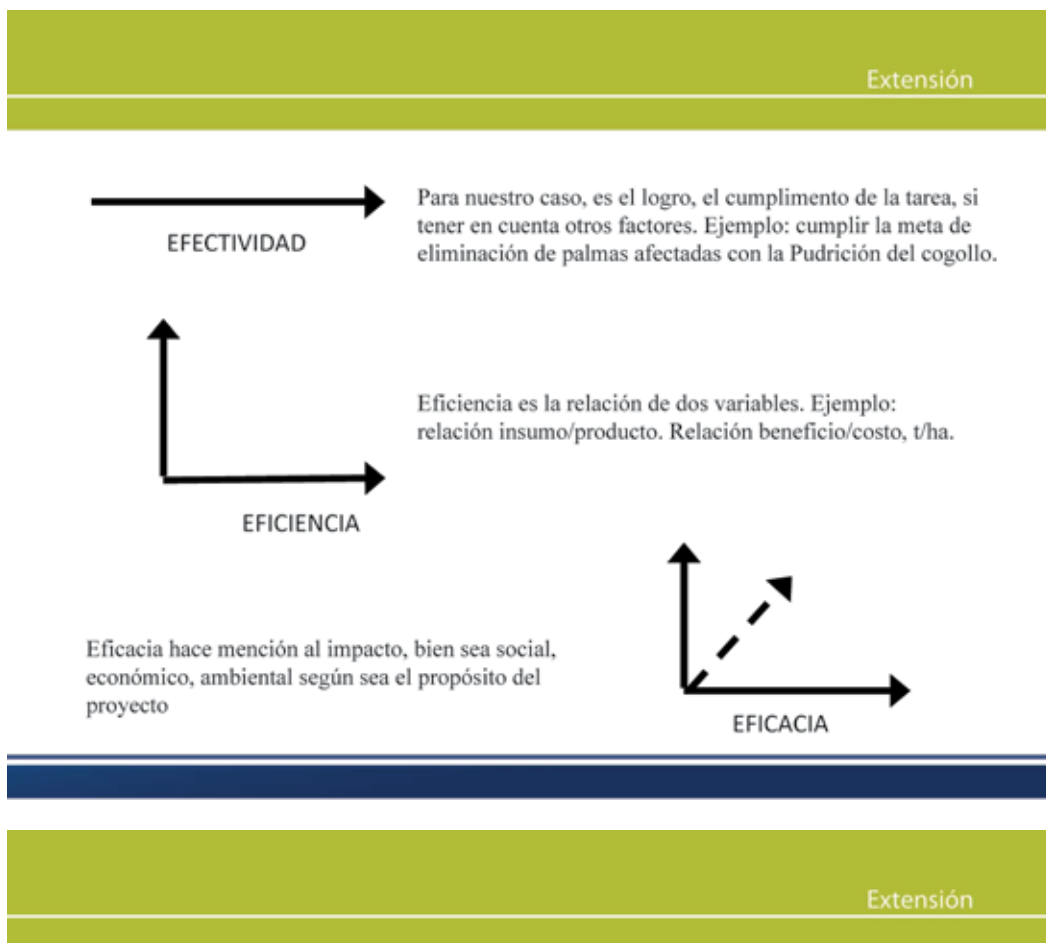 Extensión
EFECTIVIDAD
Para nuestro caso, es el logro, el cumplimento de la tarea, si
tener en cuenta otros factores. Ejemplo: cumplir la meta de
eliminación de palmas afectadas con la Pudrición del cogollo.
Eficiencia es la relación de dos variables. Ejemplo:
relación insumo/producto. Relación beneficio/costo, t/ha.
EFICIENCIA
Eficacia hace mención al impacto, bien sea social,
económico, ambiental según sea el propósito del
proyecto
EFICACIA
Extensión